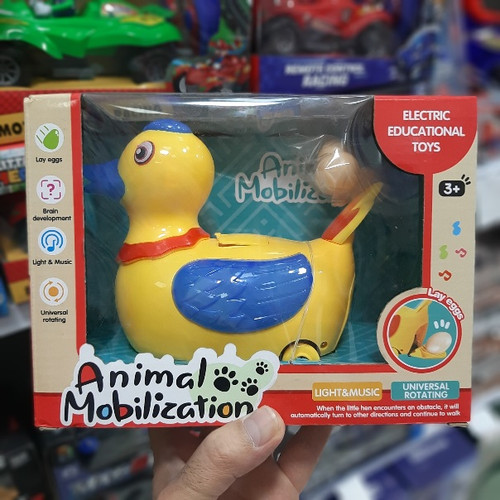 REMOTE CONTROL
RACING
ELECTRIC
EDUCATIONAL
TOYS
3+
Lay eggs
Brain
development
Light & Music
Universal
rotating
Lay eggs
Animal
Mobilization
LIGHT&MUSIC
UNIVERSAL
ROTATING
When the little hen encounters an obstacle, it will
automatically turn to other directions and continue to walk